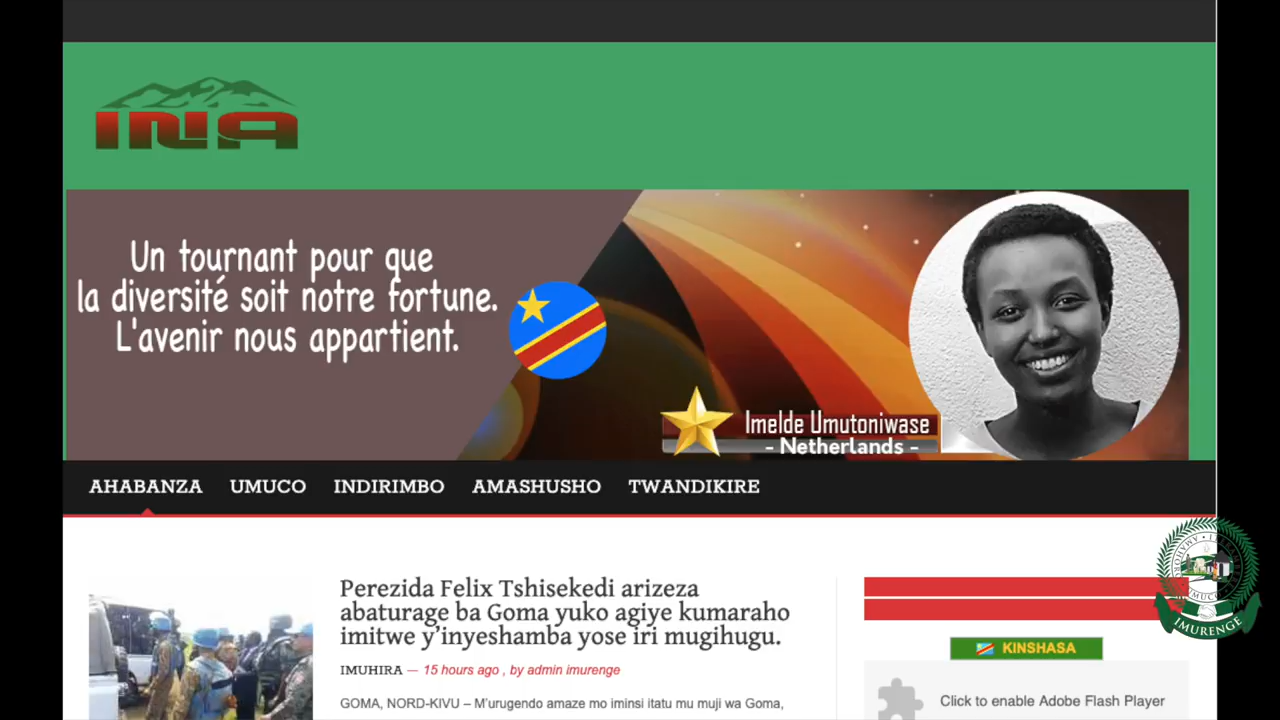 INA
Un tournant pour que
la diversité soit notre fortune.
L'avenir nous appartient.
Imelde Umutoniwase
- Netherlands -
AHABANZA UMUCO INDIRIMBO AMASHUSHO TWANDIKIRE
Perezida Felix Tshisekedi arizeza
abaturage ba Goma yuko agiye kumaraho
imitwe y’inyeshamba yose iri mugihugu.
IMUHIRA — 15 hours ago , by admin imurenge
GOMA, NORD-KIVU – M’urugendo amaze mo iminsi itatu mu muji wa Goma,
KINSHASA
Click to enable Adobe Flash Player
IMURENGE